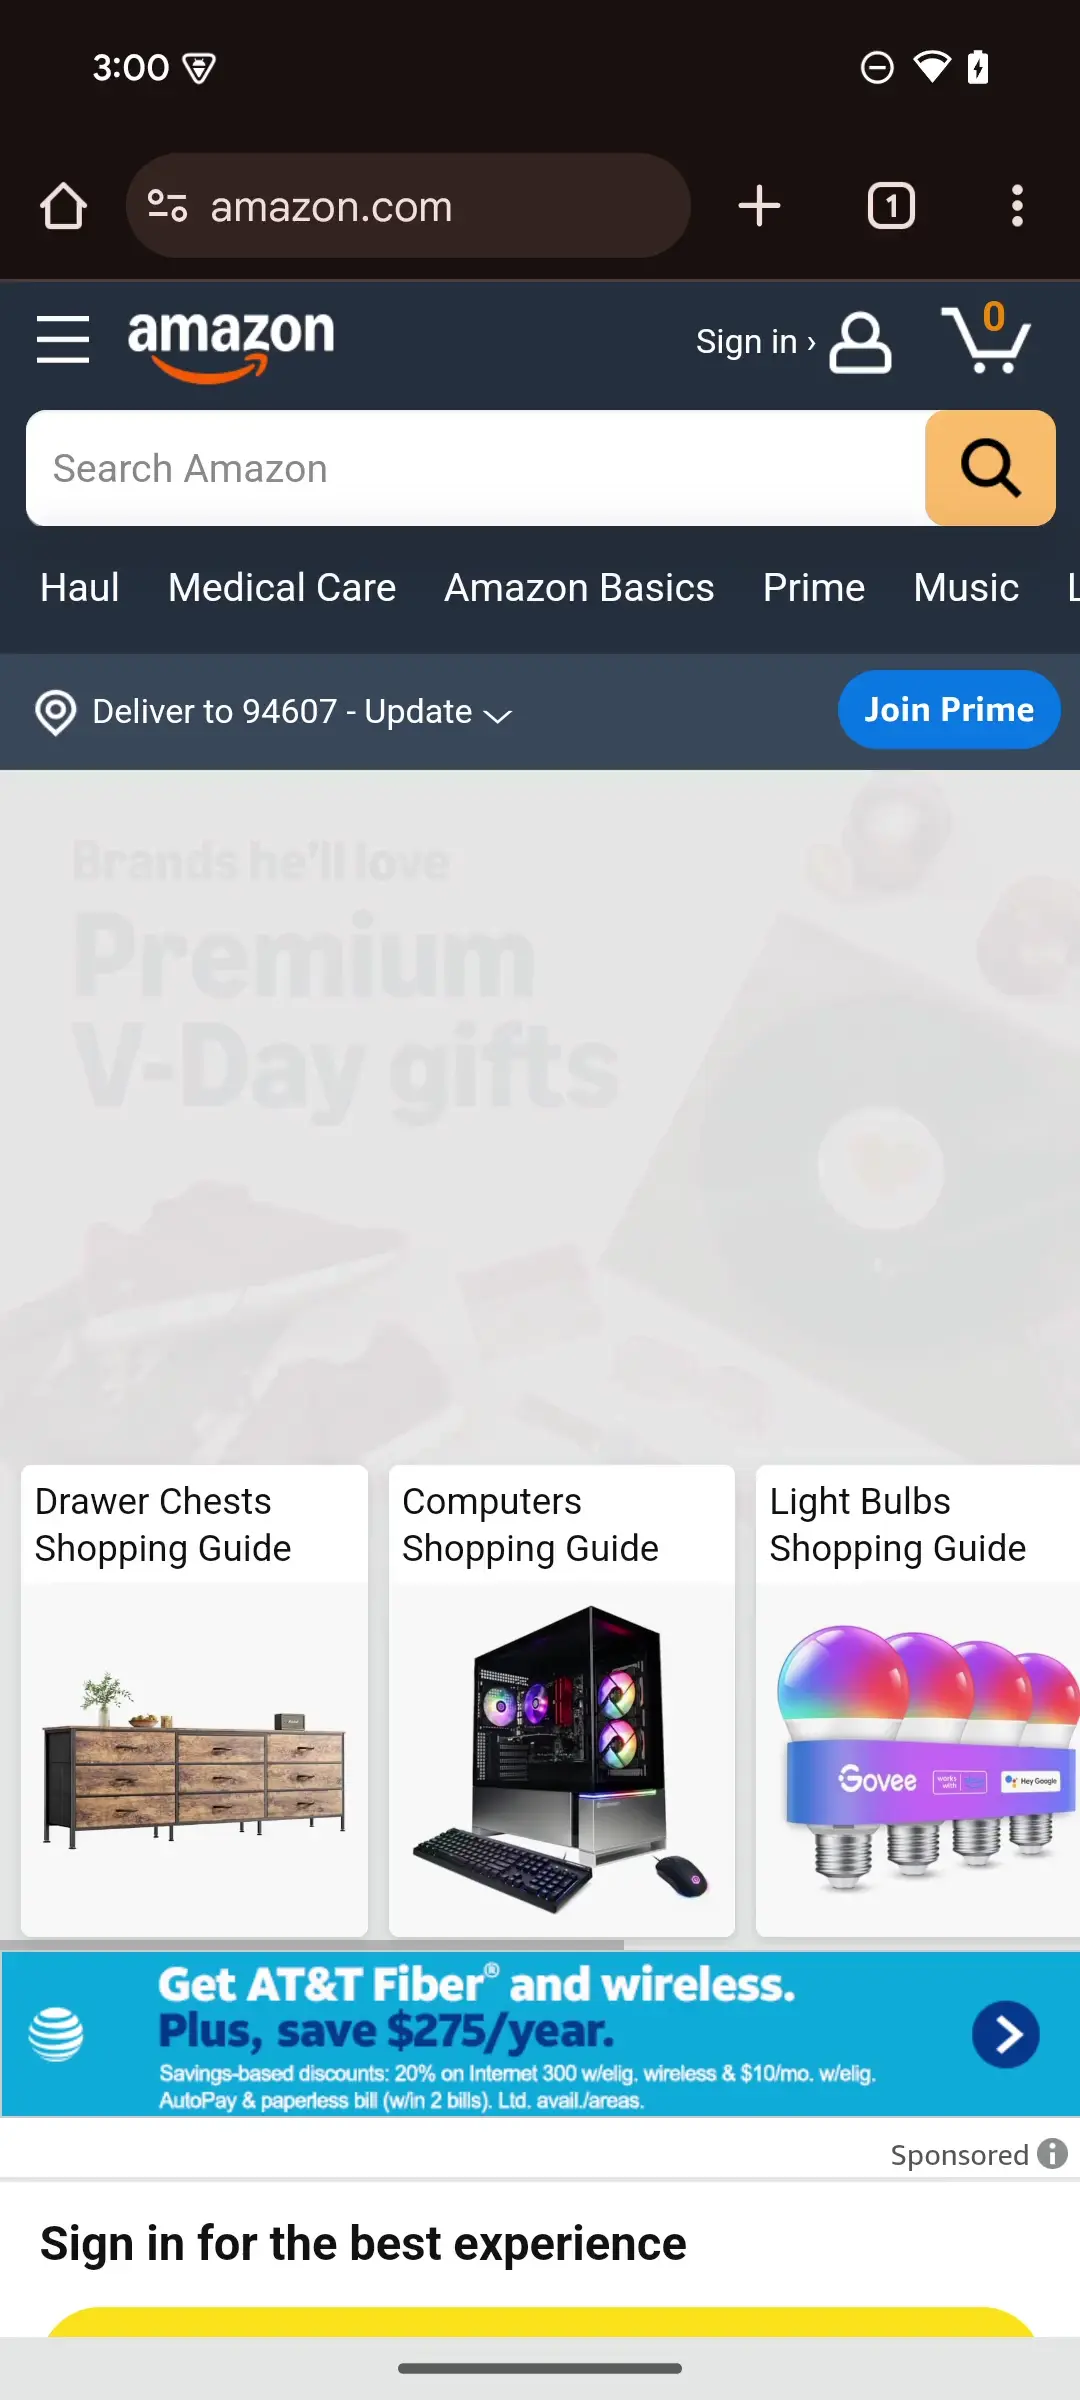 3:00
amazon.com
1
amazon
Sign in ›
0
Search Amazon
Haul Medical Care Amazon Basics Prime Music L
Deliver to 94607 - Update
Join Prime
Brands he'll love
Premium
V-Day gifts
Drawer Chests
Shopping Guide
Computers
Shopping Guide
Light Bulbs
Shopping Guide
Govee
works
with
Hey Google
Get AT&T Fiber® and wireless.
Plus, save $275/year.
Savings-based discounts: 20% on Internet 300 w/elig. wireless & $10/mo. w/elig.
AutoPay & paperless bill (w/in 2 bills). Ltd. avail./areas.
Sponsored
Sign in for the best experience